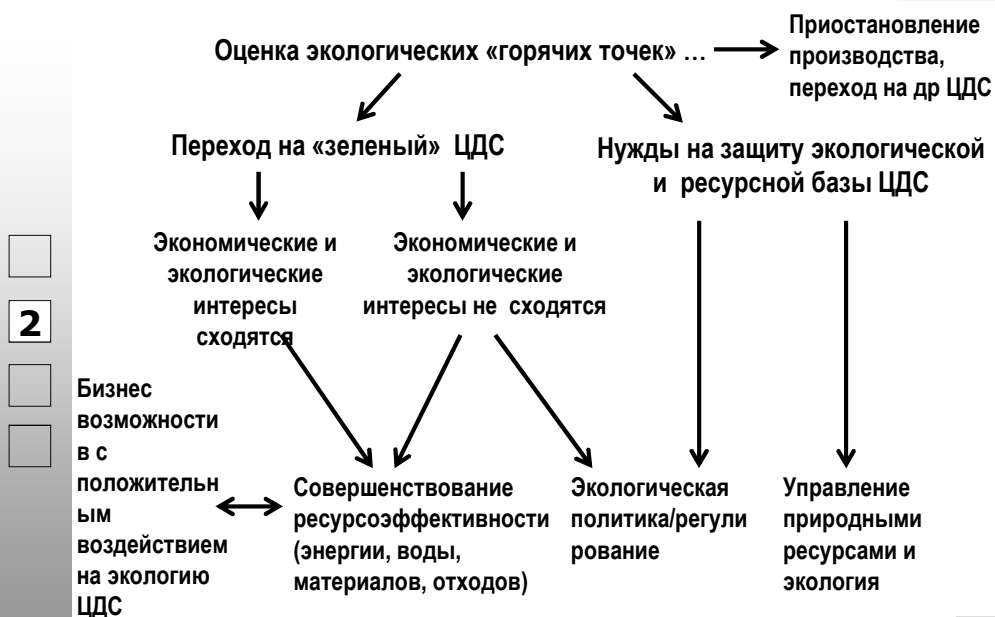 Оценка экологических «горячих точек» ...
Приостановление
производства,
переход на др ЦДС
Переход на «зеленый» ЦДС
Нужды на защиту экологической
и ресурсной базы ЦДС
Экономические и
экологические
интересы
сходятся
Экономические и
экологические
интересы не сходятся
2
Бизнес
возможности
в с
положительн
ым
воздействием
на экологию
ЦДС
Совершенствование
ресурсоэффективности
(энергии, воды,
материалов, отходов)
Экологическая
политика/регули
рование
Управление
природными
ресурсами и
экология